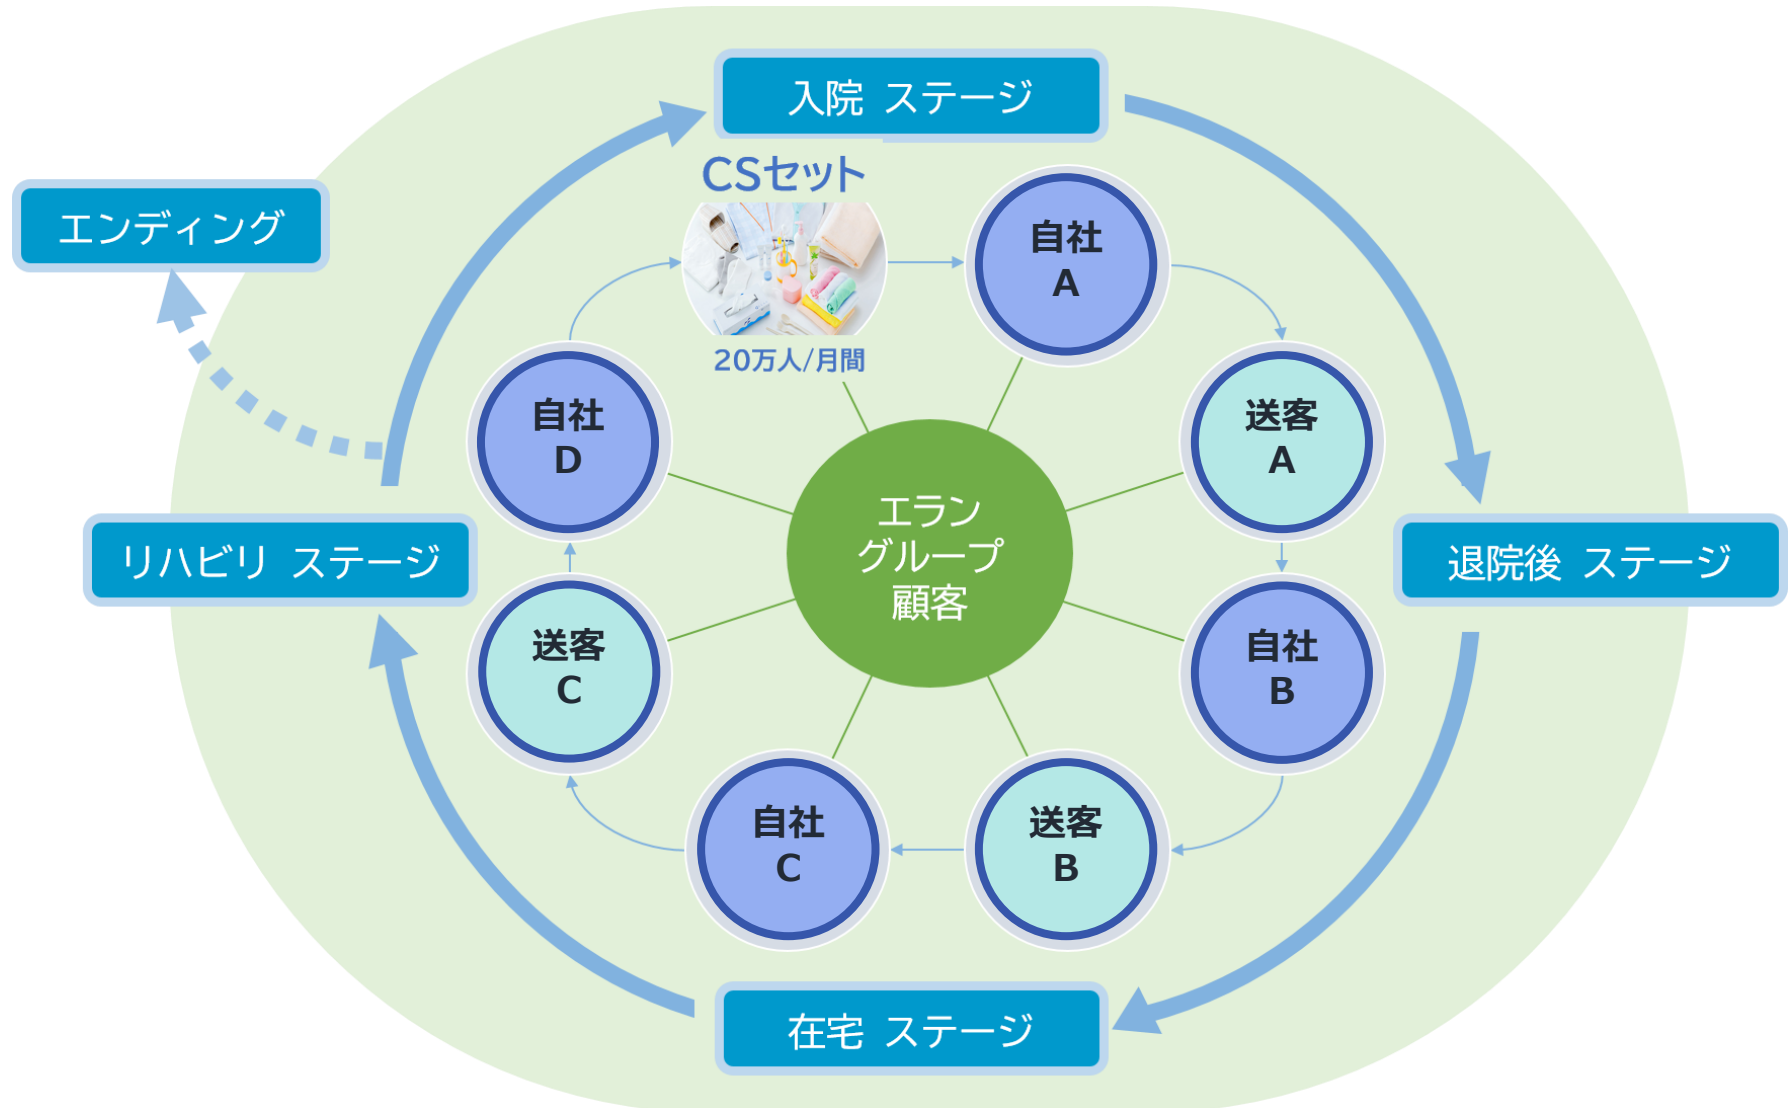 入院 ステージ
CSセット
20万人/月間
エンディング
自社
A
送客
A
自社
B
送客
B
自社
C
送客
C
自社
D
エラン
グループ
顧客
リハビリ ステージ
退院後 ステージ
在宅 ステージ